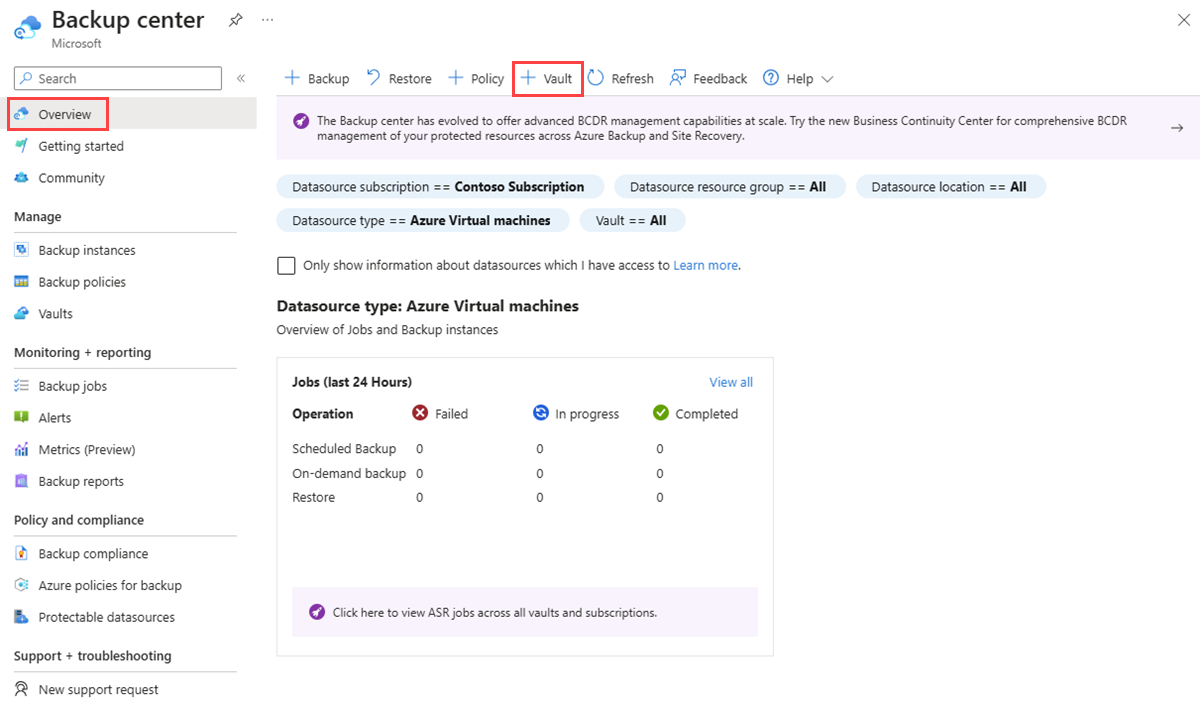 Backup center
Microsoft
Search
Overview
Getting started
Community
Manage
Backup instances
Backup policies
Vaults
Monitoring + reporting
Backup jobs
Alerts
Metrics (Preview)
Backup reports
Policy and compliance
Backup compliance
Azure policies for backup
Protectable datasources
Support + troubleshooting
New support request
Backup Restore Policy Vault Refresh Feedback Help
The Backup center has evolved to offer advanced BCDR management capabilities at scale. Try the new Business Continuity Center for comprehensive BCDR
management of your protected resources across Azure Backup and Site Recovery.
Datasource subscription == Contoso Subscription Datasource resource group == All Datasource location == All
Datasource type == Azure Virtual machines Vault == All
Only show information about datasources which I have access to Learn more.
Datasource type: Azure Virtual machines
Overview of Jobs and Backup instances
Jobs (last 24 Hours) View all
Operation Failed In progress Completed
Scheduled Backup 0 0 0
On-demand backup 0 0 0
Restore 0 0 0
Click here to view ASR jobs across all vaults and subscriptions.